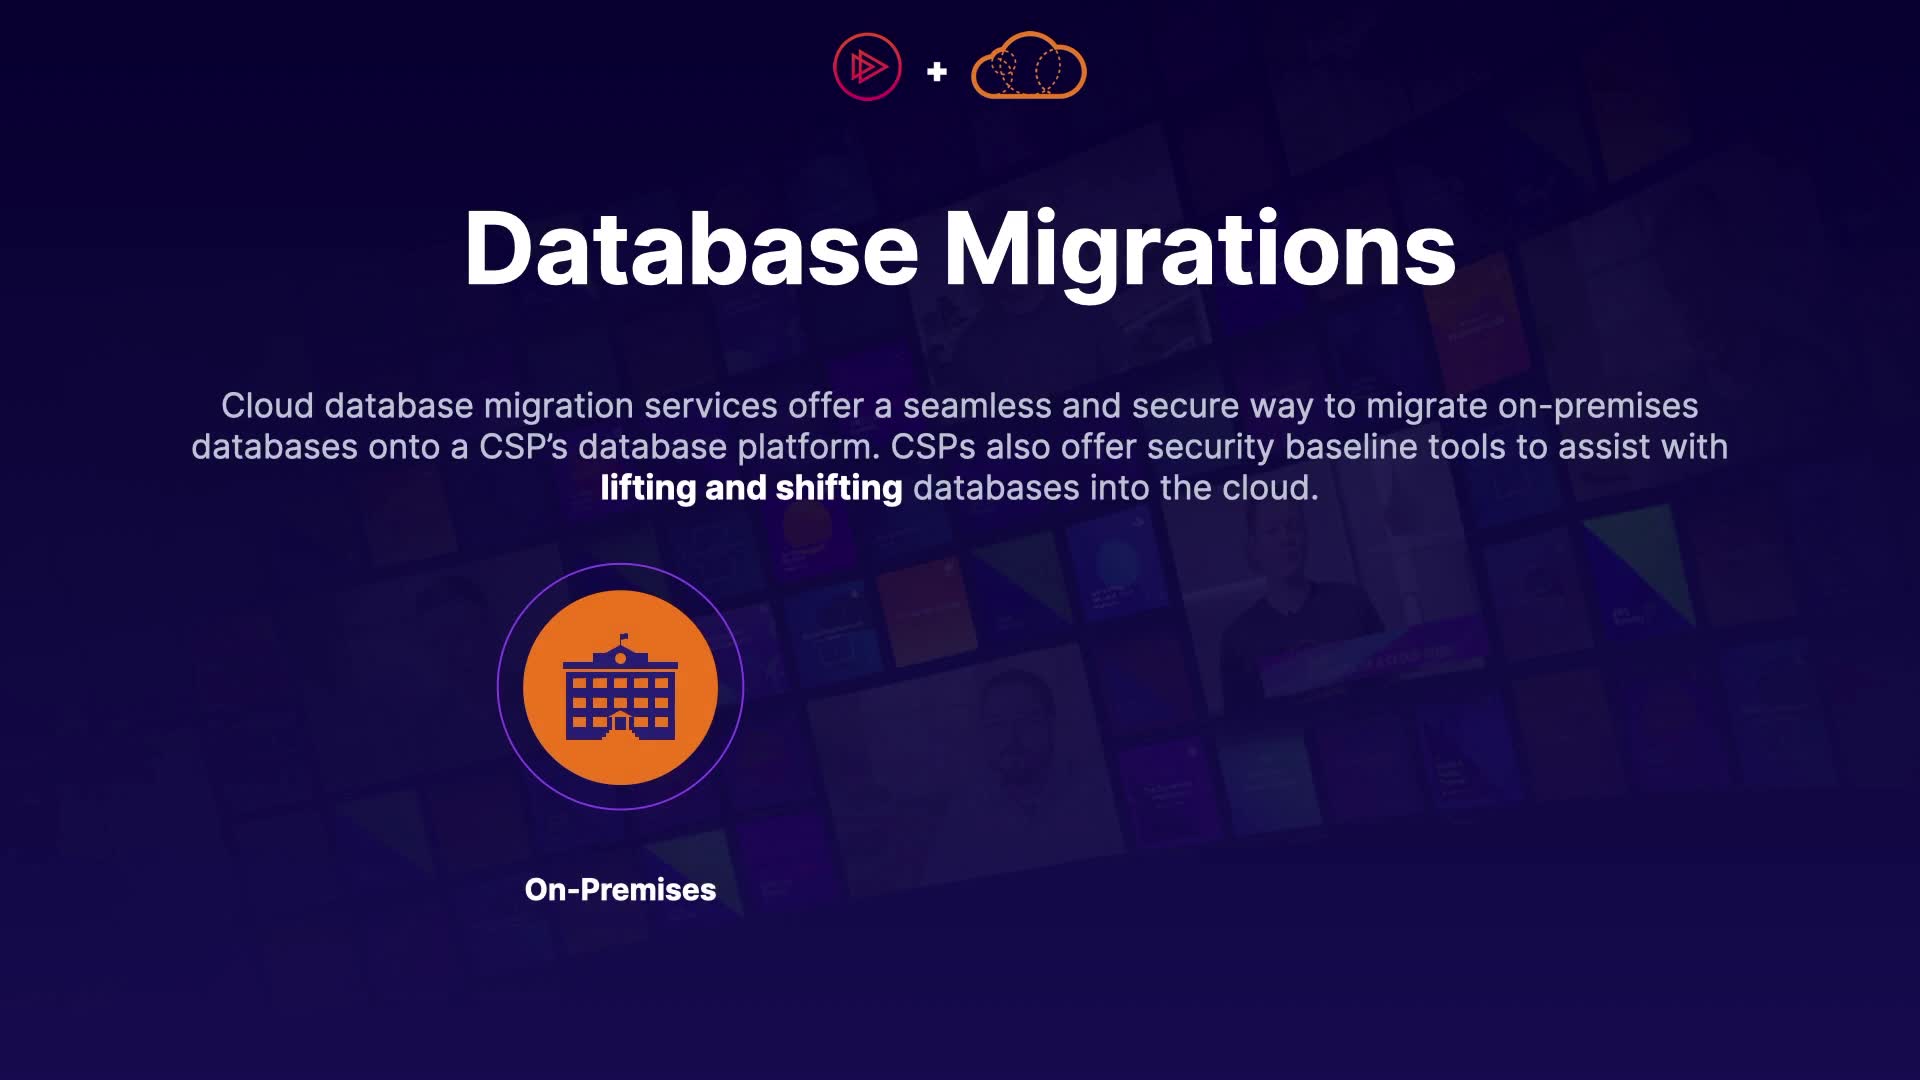 Database Migrations
Cloud database migration services offer a seamless and secure way to migrate on-premises
databases onto a CSP’s database platform. CSPs also offer security baseline tools to assist with
lifting and shifting databases into the cloud.
On-Premises